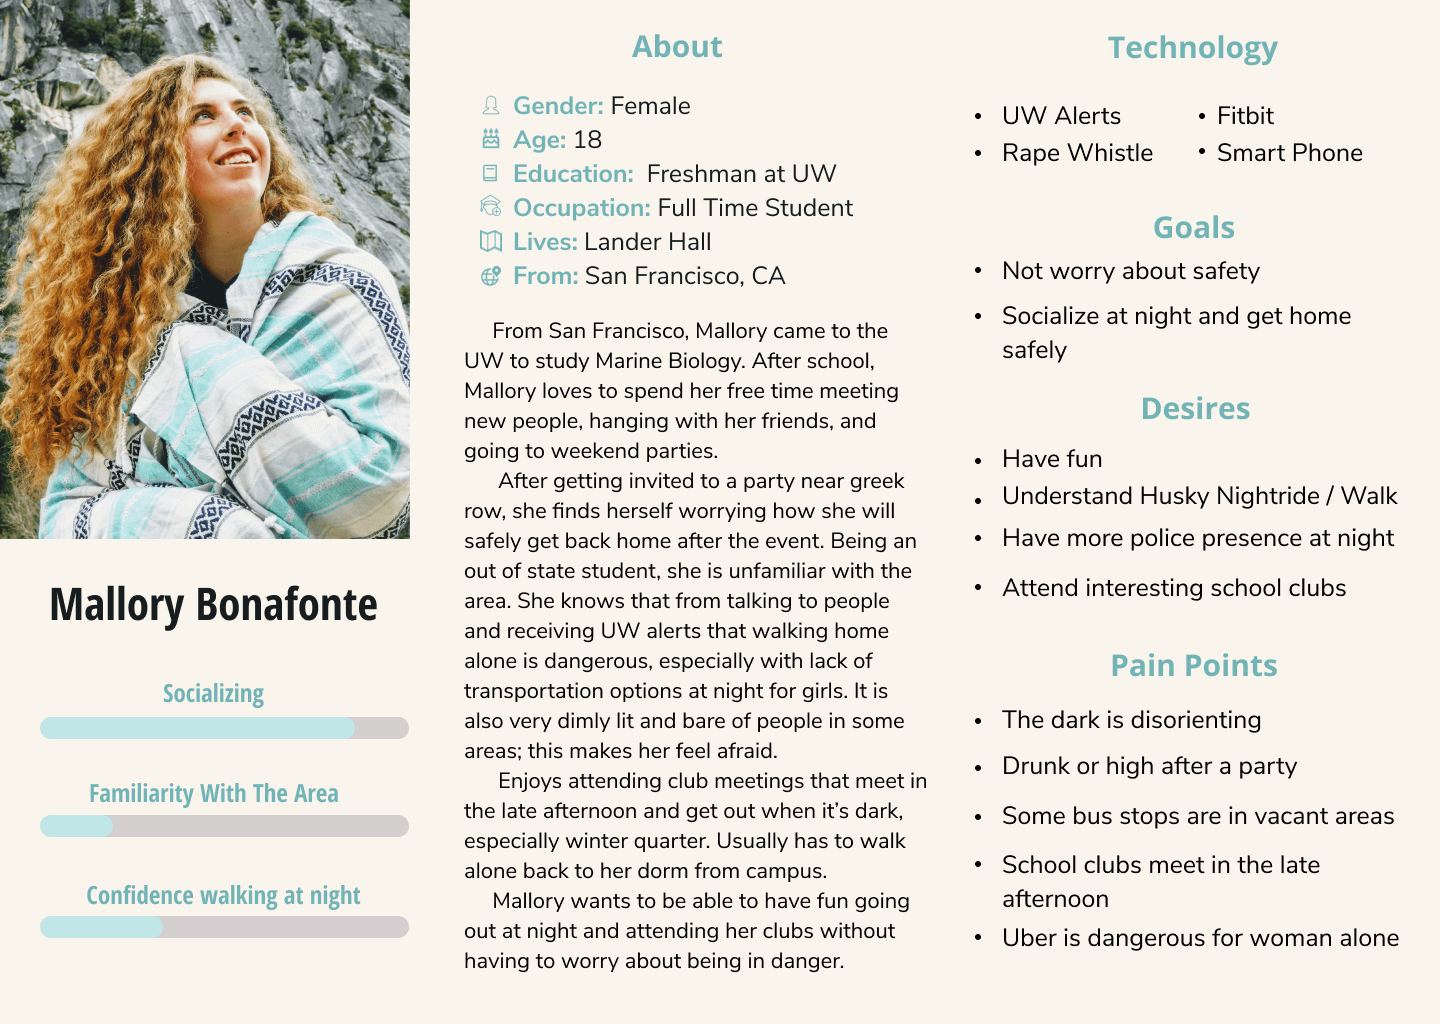 Mallory Bonafonte
Socializing
Familiarity With The Area
Confidence walking at night
About
Gender: Female
Age: 18
Education: Freshman at UW
Occupation: Full Time Student
Lives: Lander Hall
From: San Francisco, CA
From San Francisco, Mallory came to the
UW to study Marine Biology. After school,
Mallory loves to spend her free time meeting
new people, hanging with her friends, and
going to weekend parties.
After getting invited to a party near greek
row, she finds herself worrying how she will
safely get back home after the event. Being an
out of state student, she is unfamiliar with the
area. She knows that from talking to people
and receiving UW alerts that walking home
alone is dangerous, especially with lack of
transportation options at night for girls. It is
also very dimly lit and bare of people in some
areas; this makes her feel afraid.
Enjoys attending club meetings that meet in
the late afternoon and get out when it’s dark,
especially winter quarter. Usually has to walk
alone back to her dorm from campus.
Mallory wants to be able to have fun going
out at night and attending her clubs without
having to worry about being in danger.
Technology
• UW Alerts
• Rape Whistle
• Fitbit
• Smart Phone
Goals
• Not worry about safety
• Socialize at night and get home
safely
Desires
• Have fun
• Understand Husky Nightride / Walk
• Have more police presence at night
• Attend interesting school clubs
Pain Points
• The dark is disorienting
• Drunk or high after a party
• Some bus stops are in vacant areas
• School clubs meet in the late
afternoon
• Uber is dangerous for woman alone